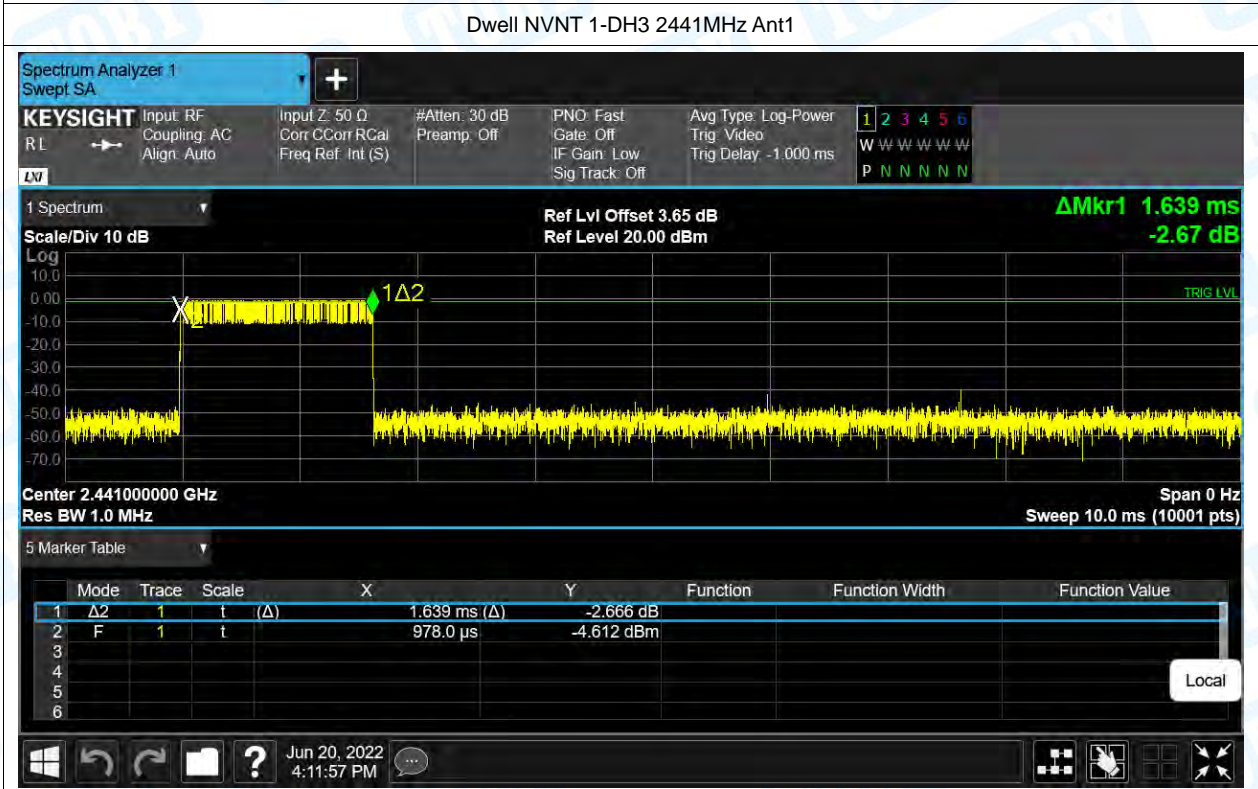 Dwell NVNT 1-DH3 2441MHz Ant1
Spectrum Analyzer 1
Swept SA
+
KEYSIGHT Input: RF Input Z: 50 Ω #Atten: 30 dB PNO: Fast Avg Type: Log-Power 1 2 3 4 5 6
RL Coupling: AC Corr CCorr RCal Preamp: Off Gate: Off Trig: Video W W W W W W
Align: Auto Freq Ref: Int (S) IF Gain: Low Trig Delay: -1.000 ms
LXI Sig Track: Off P N N N N N
1 Spectrum Ref Lvl Offset 3.65 dB ΔMkr1 1.639 ms
Scale/Div 10 dB Ref Level 20.00 dBm -2.67 dB
Log
10.0
0.00 X 1Δ2 TRIG LVL
-10.0 2
-20.0
-30.0
-40.0
-50.0
-60.0
-70.0
Center 2.441000000 GHz Span 0 Hz
Res BW 1.0 MHz Sweep 10.0 ms (10001 pts)
5 Marker Table
Mode Trace Scale X Y Function Function Width Function Value
1 Δ2 1 t (Δ) 1.639 ms (Δ) -2.666 dB
2 F 1 t 978.0 µs -4.612 dBm
3
4
5 Local
6
? Jun 20, 2022
4:11:57 PM